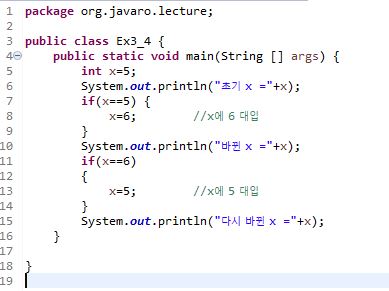 1 package org.javaro.lecture;
2
3 public class Ex3_4 {
4 public static void main(String [] args) {
5 int x=5;
6 System.out.println("초기 x ="+x);
7 if(x==5) {
8 x=6; //x에 6 대입
9 }
10 System.out.println("바뀐 x ="+x);
11 if(x==6)
12 {
13 x=5; //x에 5 대입
14 }
15 System.out.println("다시 바뀐 x ="+x);
16 }
17
18 }
19